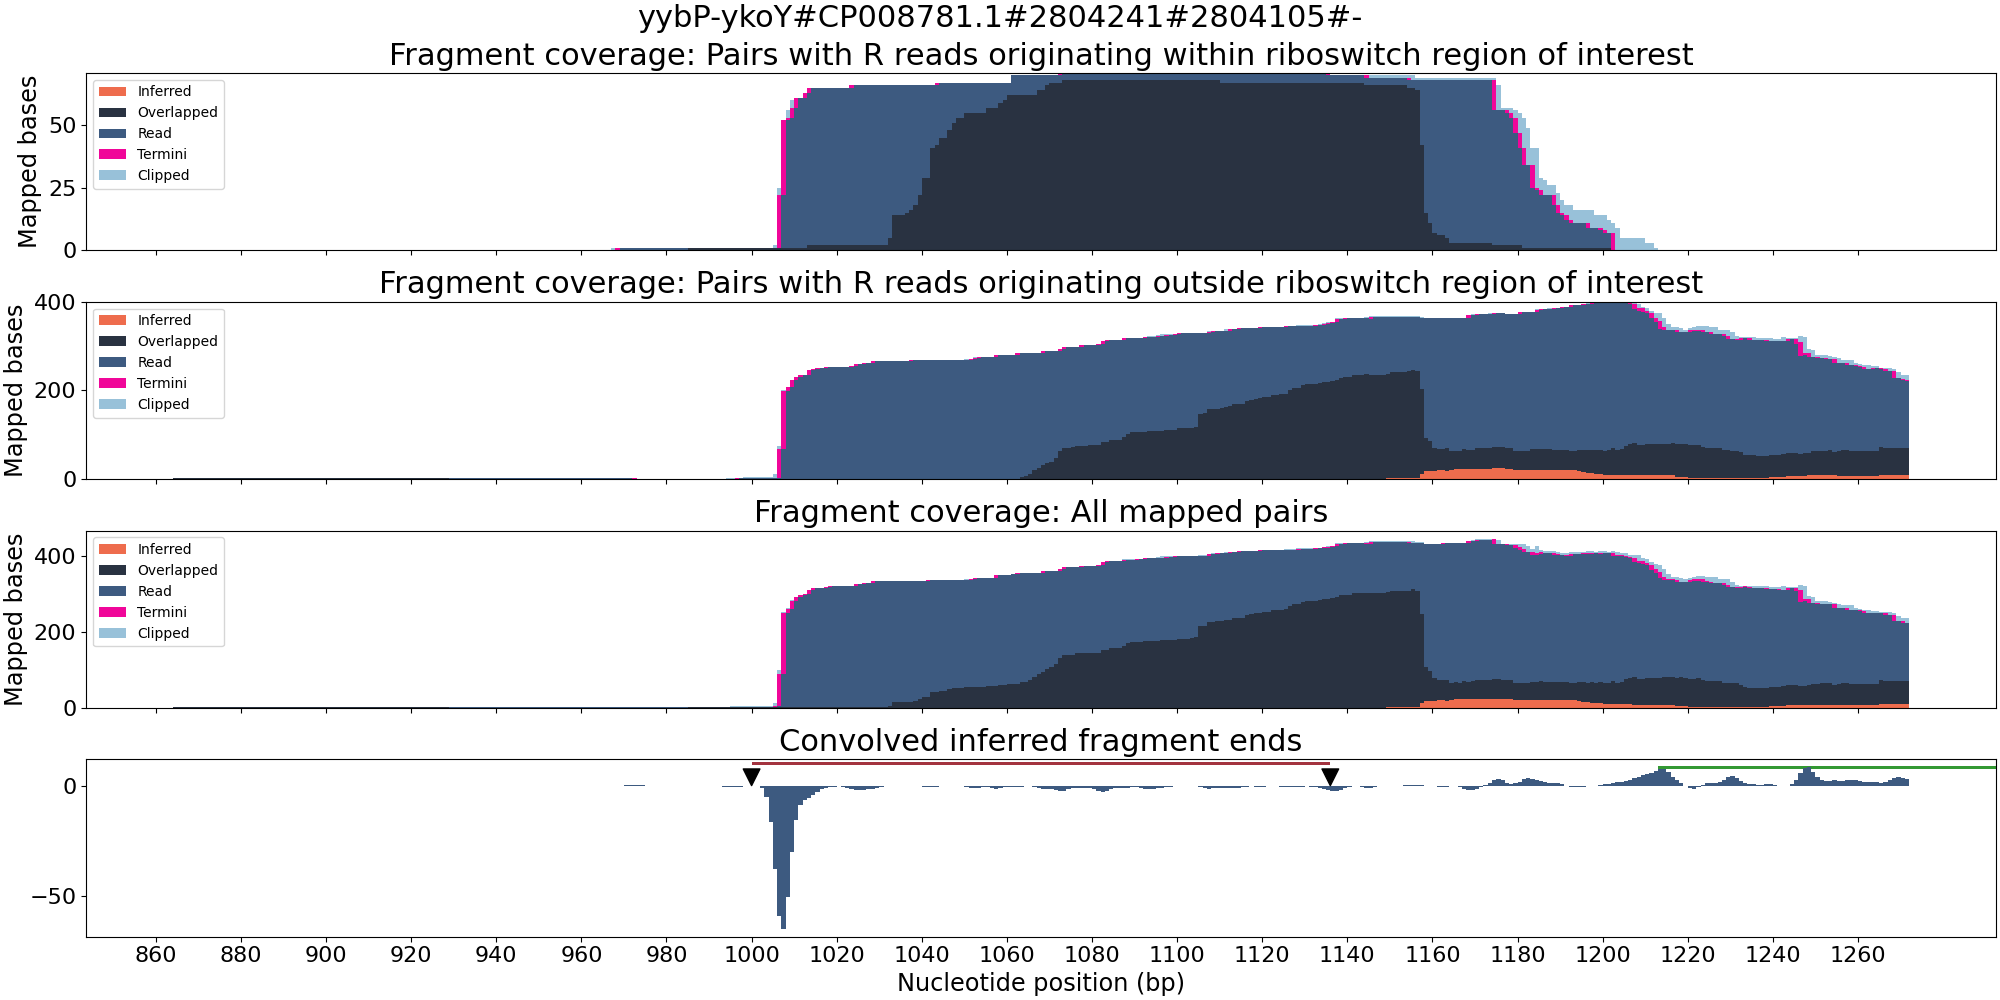 yybP-ykoY#CP008781.1#2804241#2804105#-
Fragment coverage: Pairs with R reads originating within riboswitch region of interest
Mapped bases
50
25
0
Inferred
Overlapped
Read
Termini
Clipped
Fragment coverage: Pairs with R reads originating outside riboswitch region of interest
Mapped bases
400
200
0
Inferred
Overlapped
Read
Termini
Clipped
Fragment coverage: All mapped pairs
Mapped bases
400
200
0
Inferred
Overlapped
Read
Termini
Clipped
Convolved inferred fragment ends
0
−50
860 880 900 920 940 960 980 1000 1020 1040 1060 1080 1100 1120 1140 1160 1180 1200 1220 1240 1260
Nucleotide position (bp)